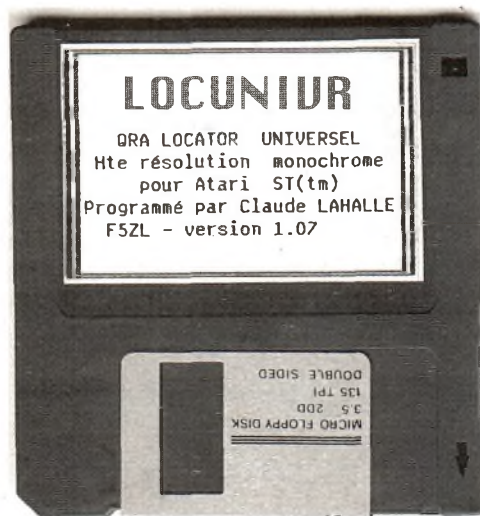 LOCUNIVR
QRA LOCATOR UNIVERSEL
Hte résolution monochrome
pour Atari ST(tm)
Programmé par Claude LAHALLE
F5ZL - version 1.07
MICRO FLOPPY DISK
3.5 2DD
135 TPI
DOUBLE SIDED